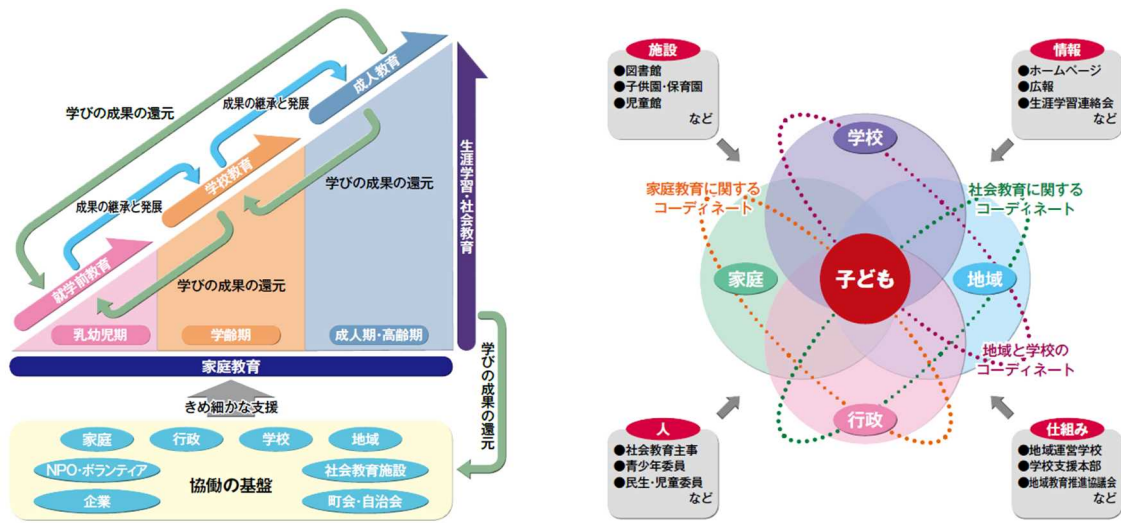 学びの成果の還元
成果の継承と発展
成人教育
学びの成果の還元
成果の継承と発展
学校教育
学びの成果の還元
就学前教育
乳幼児期
学齢期
成人期・高齢期
生涯学習・社会教育
家庭教育
学びの成果の還元
きめ細かな支援
家庭
行政
学校
地域
NPO・ボランティア
社会教育施設
協働の基盤
企業
町会・自治会
施設
●図書館
●子供園・保育園
●児童館
など
情報
●ホームページ
●広報
●生涯学習連絡会
など
学校
家庭教育に関する
コーディネート
社会教育に関する
コーディネート
家庭
子ども
地域
地域と学校の
コーディネート
行政
人
●社会教育主事
●青少年委員
●民生・児童委員
など
仕組み
●地域運営学校
●学校支援本部
●地域教育推進協議会
など